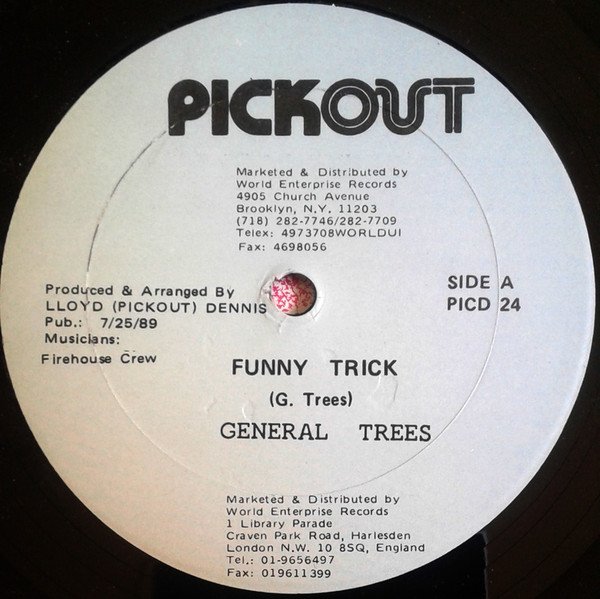 PICKOUT
Marketed & Distributed by
World Enterprise Records
4905 Church Avenue
Brooklyn, N.Y. 11203
(718) 282-7746/282-7709
Telex: 4973708WORLDUI
Fax: 4698056
Produced & Arranged By
LLOYD (PICKOUT) DENNIS
Pub.: 7/25/89
Musicians:
Firehouse Crew
SIDE A
PICD 24
FUNNY TRICK
(G. Trees)
GENERAL TREES
Marketed & Distributed by
World Enterprise Records
1 Library Parade
Craven Park Road, Harlesden
London N.W. 10 8SQ, England
Tel.: 01-9656497
Fax: 019611399